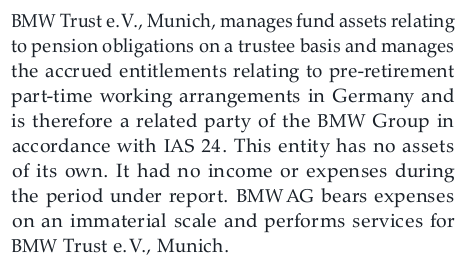 BMW Trust e. V., Munich, manages fund assets relating
to pension obligations on a trustee basis and manages
the accrued entitlements relating to pre-retirement
part-time working arrangements in Germany and
is therefore a related party of the BMW Group in
accordance with IAS 24. This entity has no assets
of its own. It had no income or expenses during
the period under report. BMW AG bears expenses
on an immaterial scale and performs services for
BMW Trust e. V., Munich.